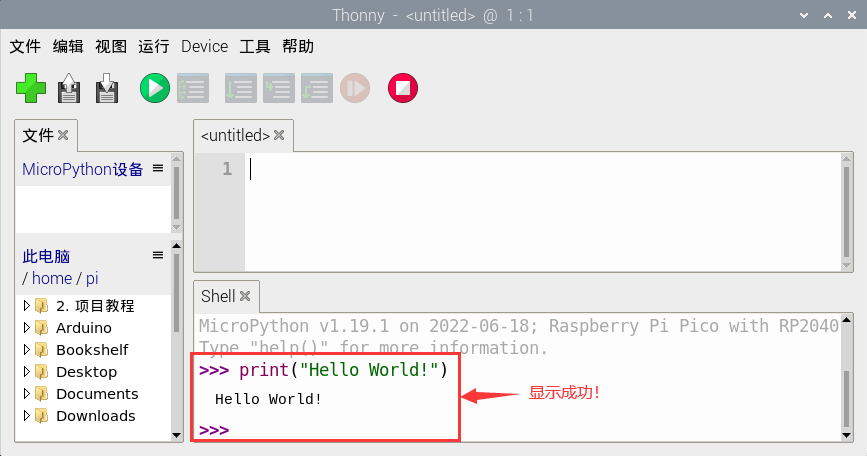 Thonny - <untitled> @ 1 : 1
文件 编辑 视图 运行 Device 工具 帮助
文件
MicroPython设备
此电脑
/ home / pi
2. 项目教程
Arduino
Bookshelf
Desktop
Documents
Downloads
<untitled>
1
Shell
MicroPython v1.19.1 on 2022-06-18; Raspberry Pi Pico with RP2040
Type "help()" for more information.
>>> print("Hello World!")
Hello World!
>>>
显示成功！